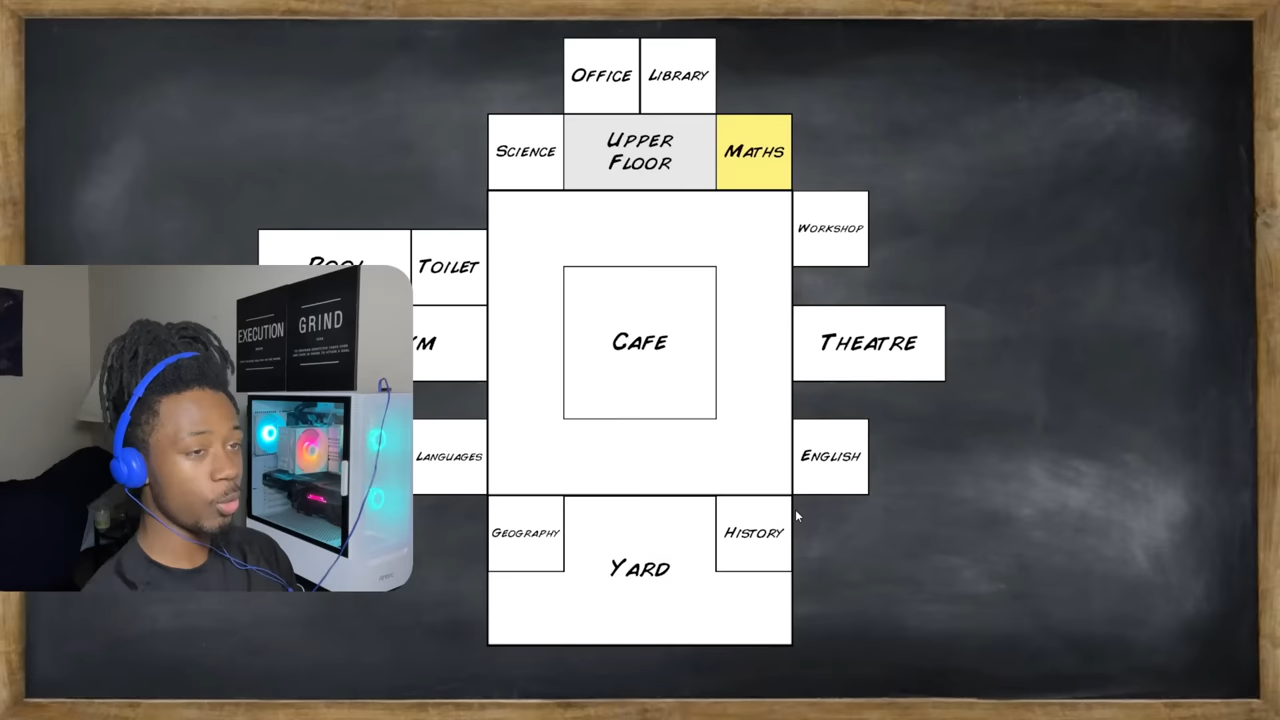 OFFICE
LIBRARY
SCIENCE
UPPER
FLOOR
MATHS
WORKSHOP
TOILET
CAFE
THEATRE
LANGUAGES
ENGLISH
GEOGRAPHY
HISTORY
YARD
EXECUTION
GRIND